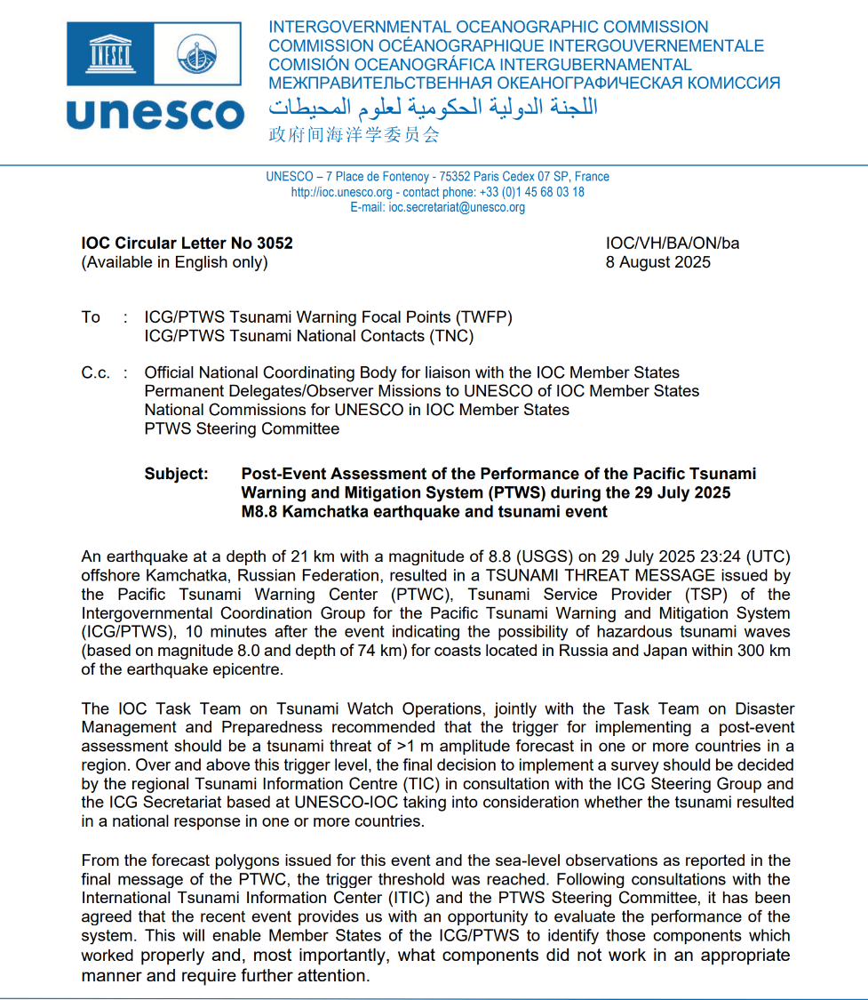 UNESCO
unesco
INTERGOVERNMENTAL OCEANOGRAPHIC COMMISSION
COMMISSION OCÉANOGRAPHIQUE INTERGOUVERNEMENTALE
COMISIÓN OCEANOGRÁFICA INTERGUBERNAMENTAL
МЕЖПРАВИТЕЛЬСТВЕННАЯ ОКЕАНОГРАФИЧЕСКАЯ КОМИССИЯ
اللجنة الدولية الحكومية لعلوم المحيطات
政府间海洋学委员会
UNESCO – 7 Place de Fontenoy - 75352 Paris Cedex 07 SP, France
http://ioc.unesco.org - contact phone: +33 (0)1 45 68 03 18
E-mail: ioc.secretariat@unesco.org
IOC Circular Letter No 3052
(Available in English only)
IOC/VH/BA/ON/ba
8 August 2025
To : ICG/PTWS Tsunami Warning Focal Points (TWFP)
ICG/PTWS Tsunami National Contacts (TNC)
C.c. : Official National Coordinating Body for liaison with the IOC Member States
Permanent Delegates/Observer Missions to UNESCO of IOC Member States
National Commissions for UNESCO in IOC Member States
PTWS Steering Committee
Subject: Post-Event Assessment of the Performance of the Pacific Tsunami
Warning and Mitigation System (PTWS) during the 29 July 2025
M8.8 Kamchatka earthquake and tsunami event
An earthquake at a depth of 21 km with a magnitude of 8.8 (USGS) on 29 July 2025 23:24 (UTC)
offshore Kamchatka, Russian Federation, resulted in a TSUNAMI THREAT MESSAGE issued by
the Pacific Tsunami Warning Center (PTWC), Tsunami Service Provider (TSP) of the
Intergovernmental Coordination Group for the Pacific Tsunami Warning and Mitigation System
(ICG/PTWS), 10 minutes after the event indicating the possibility of hazardous tsunami waves
(based on magnitude 8.0 and depth of 74 km) for coasts located in Russia and Japan within 300 km
of the earthquake epicentre.
The IOC Task Team on Tsunami Watch Operations, jointly with the Task Team on Disaster
Management and Preparedness recommended that the trigger for implementing a post-event
assessment should be a tsunami threat of >1 m amplitude forecast in one or more countries in a
region. Over and above this trigger level, the final decision to implement a survey should be decided
by the regional Tsunami Information Centre (TIC) in consultation with the ICG Steering Group and
the ICG Secretariat based at UNESCO-IOC taking into consideration whether the tsunami resulted
in a national response in one or more countries.
From the forecast polygons issued for this event and the sea-level observations as reported in the
final message of the PTWC, the trigger threshold was reached. Following consultations with the
International Tsunami Information Center (ITIC) and the PTWS Steering Committee, it has been
agreed that the recent event provides us with an opportunity to evaluate the performance of the
system. This will enable Member States of the ICG/PTWS to identify those components which
worked properly and, most importantly, what components did not work in an appropriate
manner and require further attention.